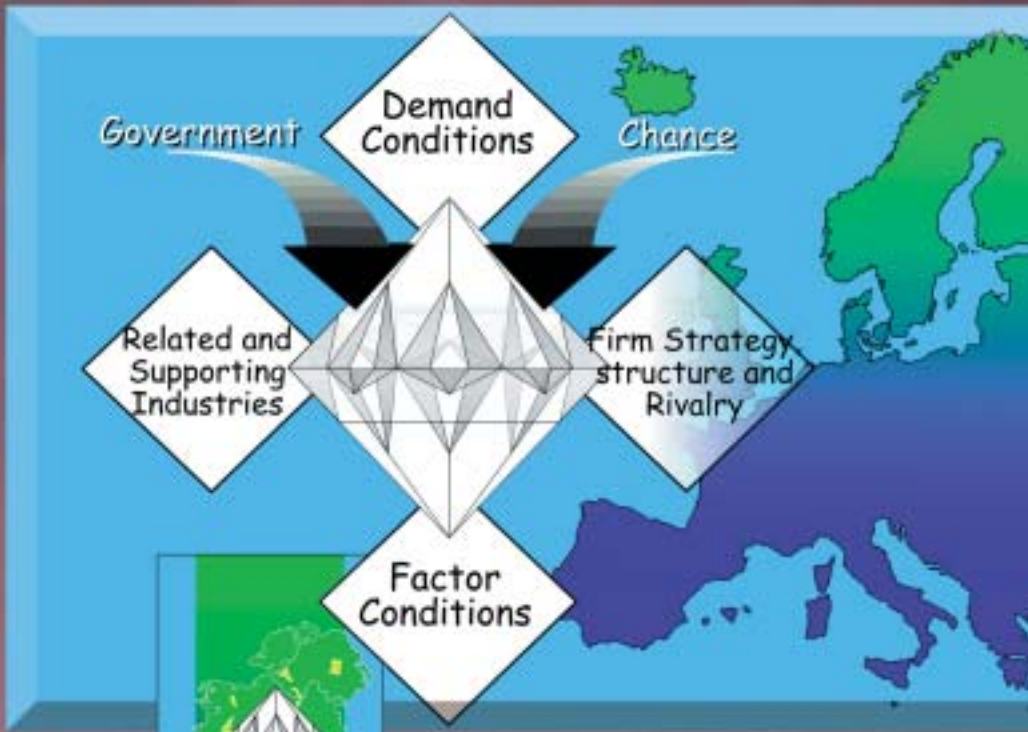 Demand
Conditions
Government
Chance
Related and
Supporting
Industries
Firm Strategy
structure and
Rivalry
Factor
Conditions